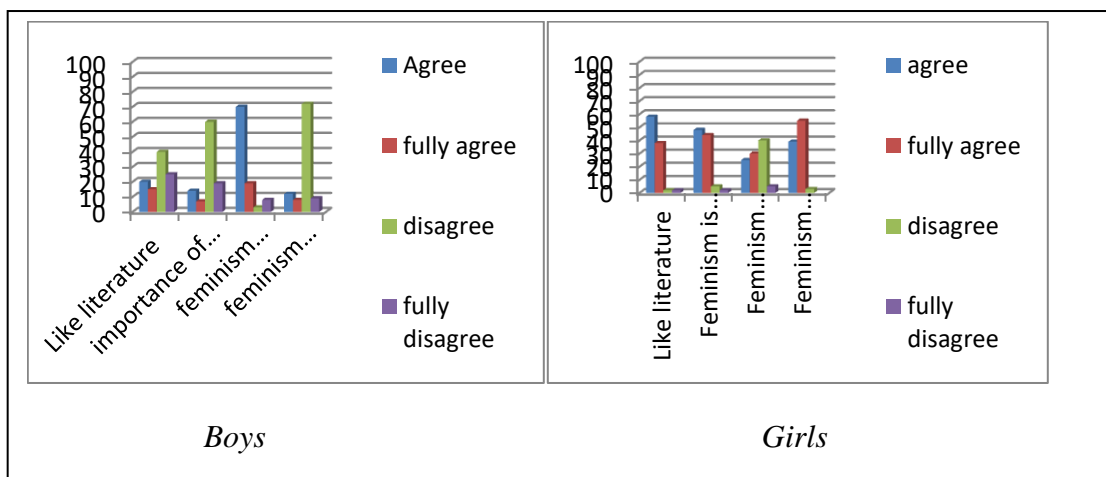 100
90
80
70
60
50
40
30
20
10
0
Like literature
importance of...
feminism...
feminism...
Agree
fully agree
disagree
fully
disagree
Boys
100
90
80
70
60
50
40
30
20
10
0
Like literature
Feminism is...
Feminism...
Feminism...
agree
fully agree
disagree
fully
disagree
Girls